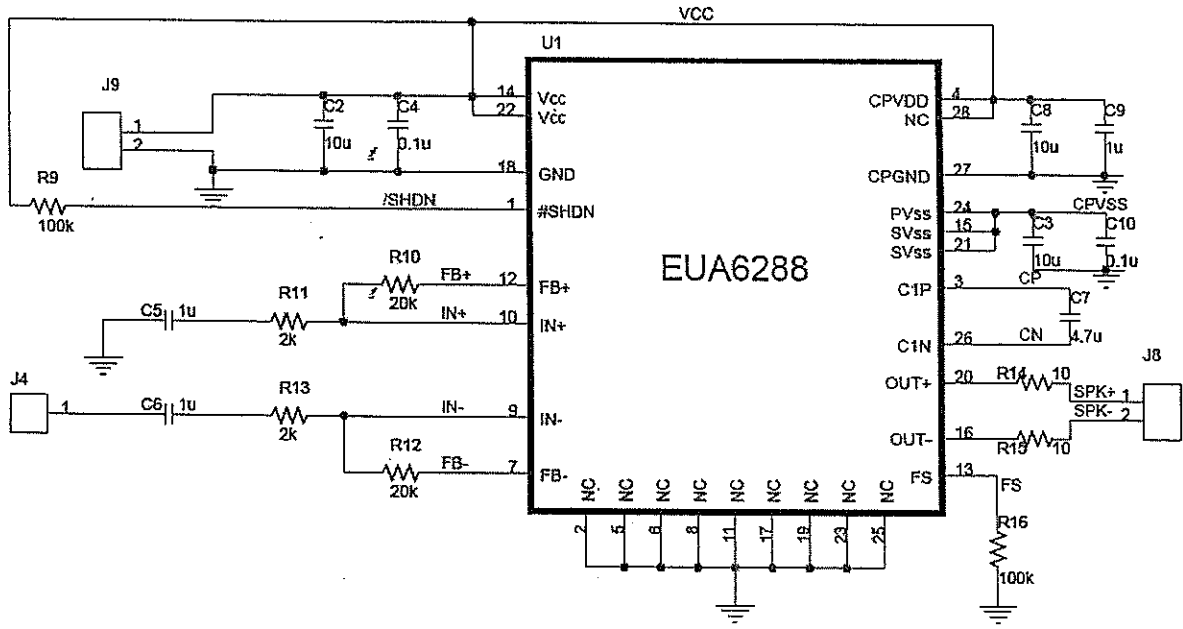 VCC
U1
J9
1
2
C2
10u
C4
0.1u
14
Vcc
22
Vcc
18
GND
R9
100k
/SHDN
1
#SHDN
R10
20k
FB+
12
FB+
C5
1u
R11
2k
IN+
10
IN+
J4
1
C6
1u
R13
2k
IN-
9
IN-
R12
20k
FB-
7
FB-
EUA6288
CPVDD
4
NC
28
C8
10u
C9
1u
CPGND
27
PVss
24
CPVSS
SVss
15
SVss
21
C3
10u
C10
0.1u
CP
C1P
3
C7
4.7u
C1N
26
CN
OUT+
20
R14
10
SPK+
1
J8
SPK-
2
OUT-
16
R15
10
FS
13
FS
R16
100k
NC NC NC NC NC NC NC NC NC
2 5 6 8 11 17 19 23 25